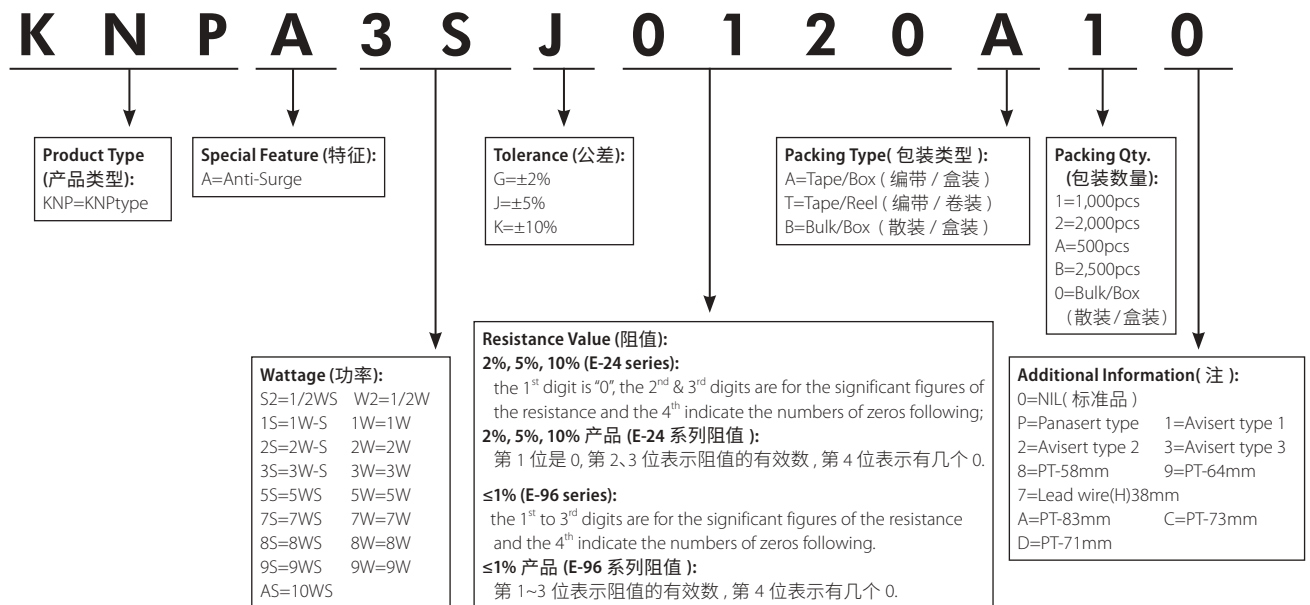 K N P A 3 S J 0 1 2 0 A 1 0
Product Type
(产品类型):
KNP=KNPtype
Special Feature (特征):
A=Anti-Surge
Tolerance (公差):
G=±2%
J=±5%
K=±10%
Packing Type( 包装类型 ):
A=Tape/Box ( 编带 / 盒装 )
T=Tape/Reel ( 编带 / 卷装 )
B=Bulk/Box ( 散装 / 盒装 )
Packing Qty.
(包装数量):
1=1,000pcs
2=2,000pcs
A=500pcs
B=2,500pcs
0=Bulk/Box
(散装/盒装)
Wattage (功率):
S2=1/2WS W2=1/2W
1S=1W-S 1W=1W
2S=2W-S 2W=2W
3S=3W-S 3W=3W
5S=5WS 5W=5W
7S=7WS 7W=7W
8S=8WS 8W=8W
9S=9WS 9W=9W
AS=10WS
Resistance Value (阻值):
2%, 5%, 10% (E-24 series):
the 1st digit is “0”, the 2nd & 3rd digits are for the significant figures of
the resistance and the 4th indicate the numbers of zeros following;
2%, 5%, 10% 产品 (E-24 系列阻值 ):
第 1 位是 0, 第 2、3 位表示阻值的有效数 , 第 4 位表示有几个 0.
≤1% (E-96 series):
the 1st to 3rd digits are for the significant figures of the resistance
and the 4th indicate the numbers of zeros following.
≤1% 产品 (E-96 系列阻值 ):
第 1~3 位表示阻值的有效数 , 第 4 位表示有几个 0.
Additional Information( 注 ):
0=NIL( 标准品 )
P=Panasert type 1=Avisert type 1
2=Avisert type 2 3=Avisert type 3
8=PT-58mm 9=PT-64mm
7=Lead wire(H)38mm
A=PT-83mm C=PT-73mm
D=PT-71mm